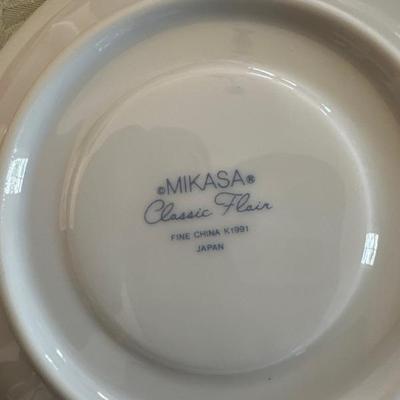 ©MIKASA®
Classic Flair
FINE CHINA K1991
JAPAN